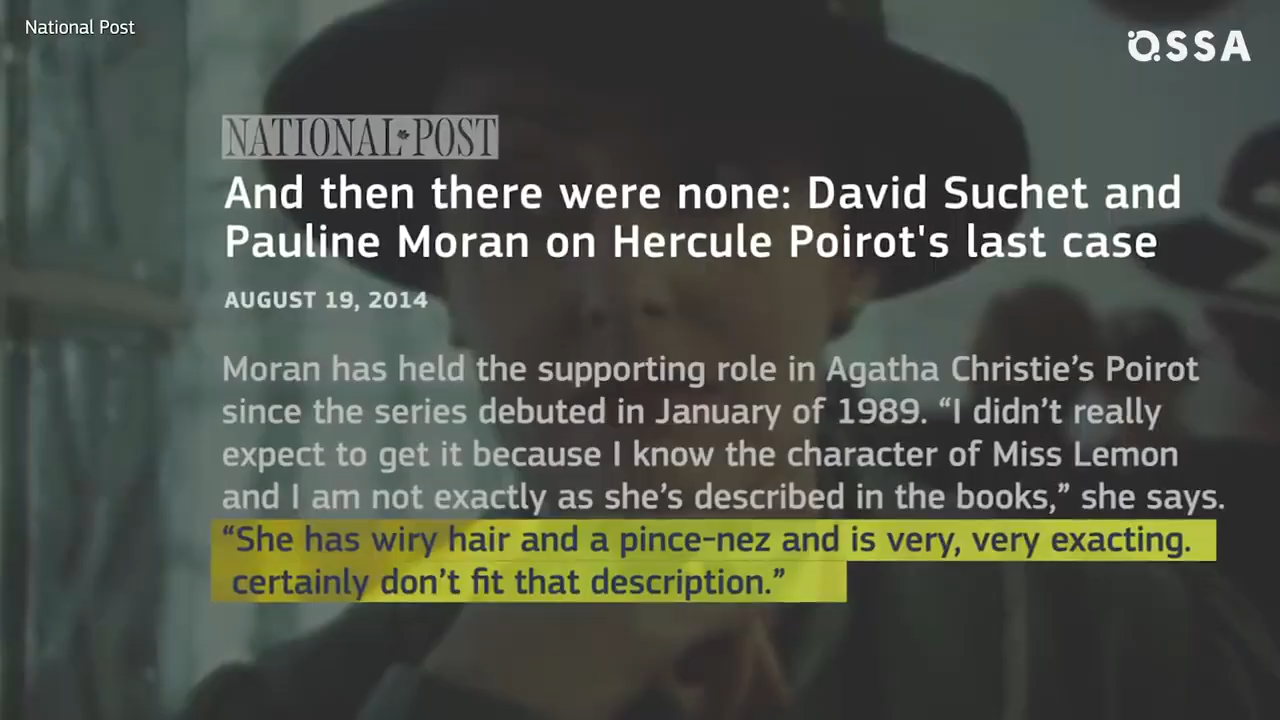 National Post
OSSA
NATIONAL POST
And then there were none: David Suchet and
Pauline Moran on Hercule Poirot's last case
AUGUST 19, 2014
Moran has held the supporting role in Agatha Christie’s Poirot
since the series debuted in January of 1989. “I didn’t really
expect to get it because I know the character of Miss Lemon
and I am not exactly as she’s described in the books,” she says.
“She has wiry hair and a pince-nez and is very, very exacting.
certainly don’t fit that description.”